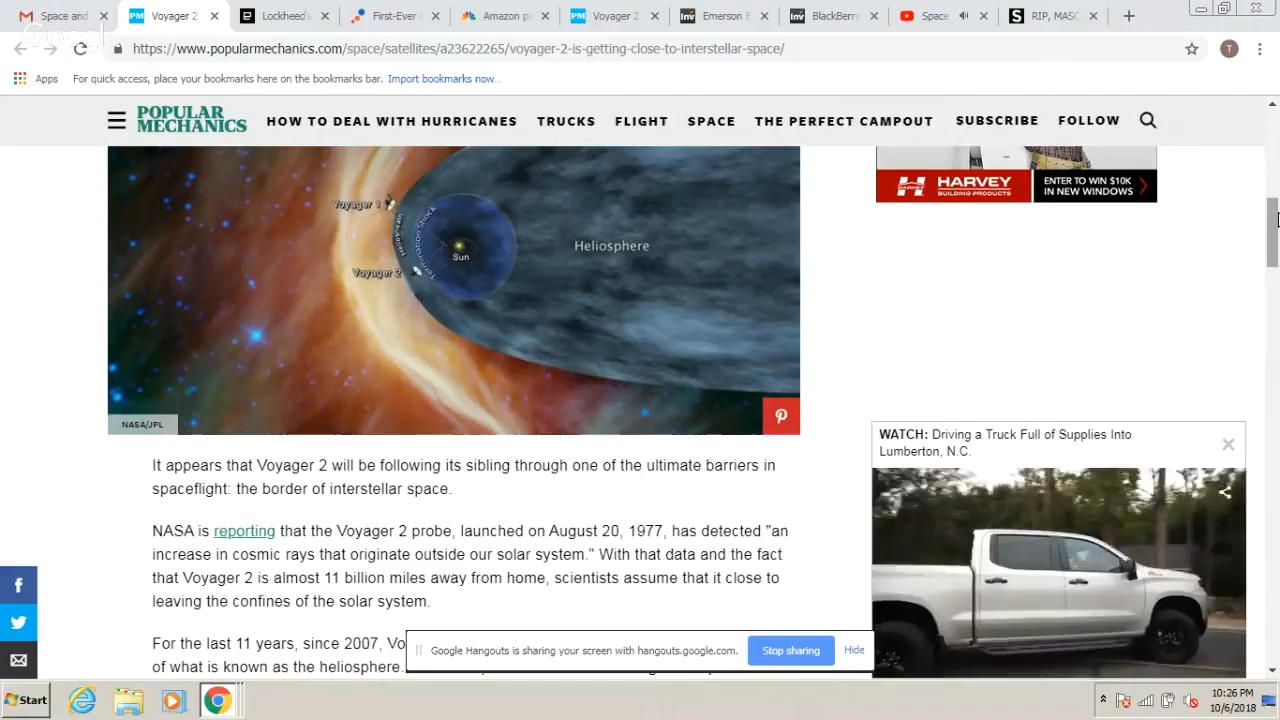 Space and
Voyager 2
Lockheed's
First-Ever
Amazon pa
Voyager 2
Emerson E
BlackBerry
Space
RIP, MASC
https://www.popularmechanics.com/space/satellites/a23622265/voyager-2-is-getting-close-to-interstellar-space/
T
Apps For quick access, place your bookmarks here on the bookmarks bar. Import bookmarks now...
POPULAR
MECHANICS
HOW TO DEAL WITH HURRICANES TRUCKS FLIGHT SPACE THE PERFECT CAMPOUT SUBSCRIBE FOLLOW
Voyager 1
Heliosheath
Termination Shock
Sun
Voyager 2
Heliosphere
NASA/JPL
HARVEY
BUILDING PRODUCTS
ENTER TO WIN $10K
IN NEW WINDOWS
WATCH: Driving a Truck Full of Supplies Into
Lumberton, N.C.
It appears that Voyager 2 will be following its sibling through one of the ultimate barriers in
spaceflight: the border of interstellar space.
NASA is reporting that the Voyager 2 probe, launched on August 20, 1977, has detected "an
increase in cosmic rays that originate outside our solar system." With that data and the fact
that Voyager 2 is almost 11 billion miles away from home, scientists assume that it close to
leaving the confines of the solar system.
For the last 11 years, since 2007, Vo
of what is known as the heliosphere.
Google Hangouts is sharing your screen with hangouts.google.com. Stop sharing Hide
Start
10:26 PM
10/6/2018